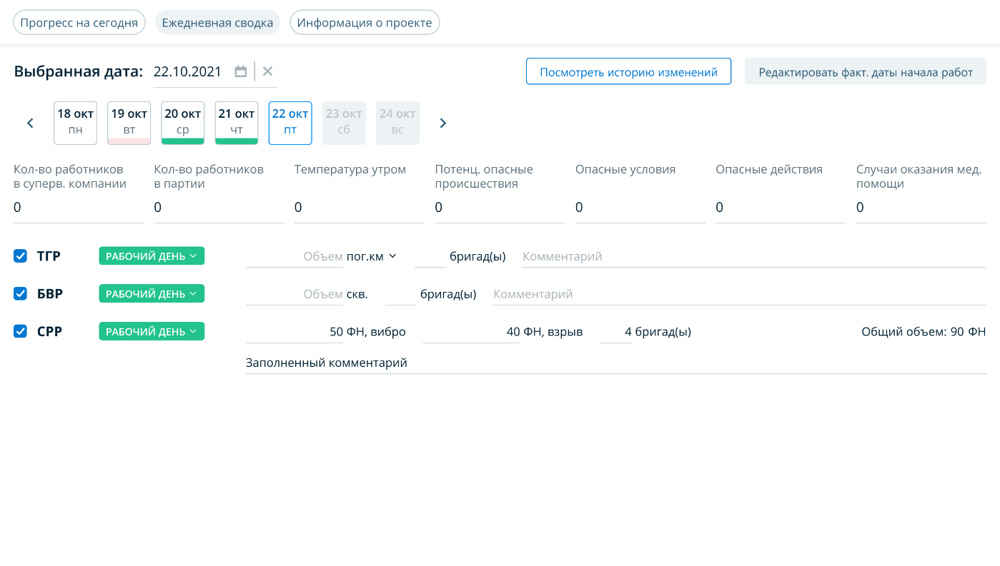 Прогресс на сегодня
Ежедневная сводка
Информация о проекте
Выбранная дата:
22.10.2021
Посмотреть историю изменений
Редактировать факт. даты начала работ
18 окт
пн
19 окт
вт
20 окт
ср
21 окт
чт
22 окт
пт
23 окт
сб
24 окт
вс
Кол-во работников
в суперв. компании
0
Кол-во работников
в партии
0
Температура утром
0
Потенц. опасные
происшествия
0
Опасные условия
0
Опасные действия
0
Случаи оказания мед.
помощи
0
ТГР РАБОЧИЙ ДЕНЬ Объем пог.км бригад(ы) Комментарий
БВР РАБОЧИЙ ДЕНЬ Объем скв. бригад(ы) Комментарий
СРР РАБОЧИЙ ДЕНЬ 50 ФН, вибро 40 ФН, взрыв 4 бригад(ы) Общий объем: 90 ФН
Заполненный комментарий